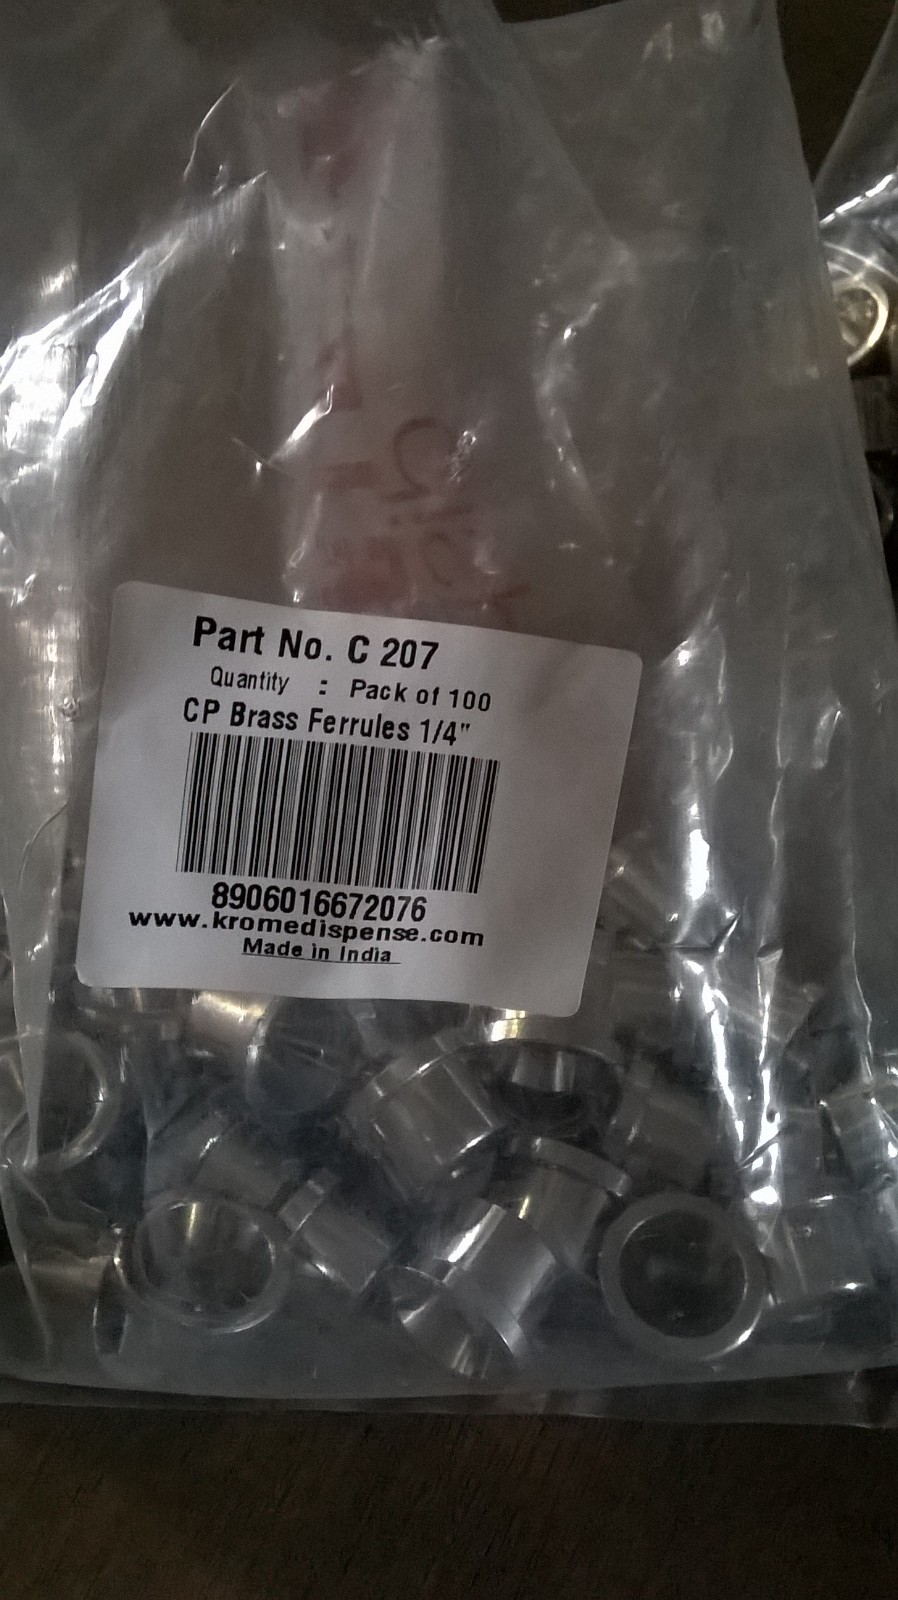 Part No. C 207
Quantity : Pack of 100
CP Brass Ferrules 1/4"
8906016672076
www.kromedispense.com
Made in India